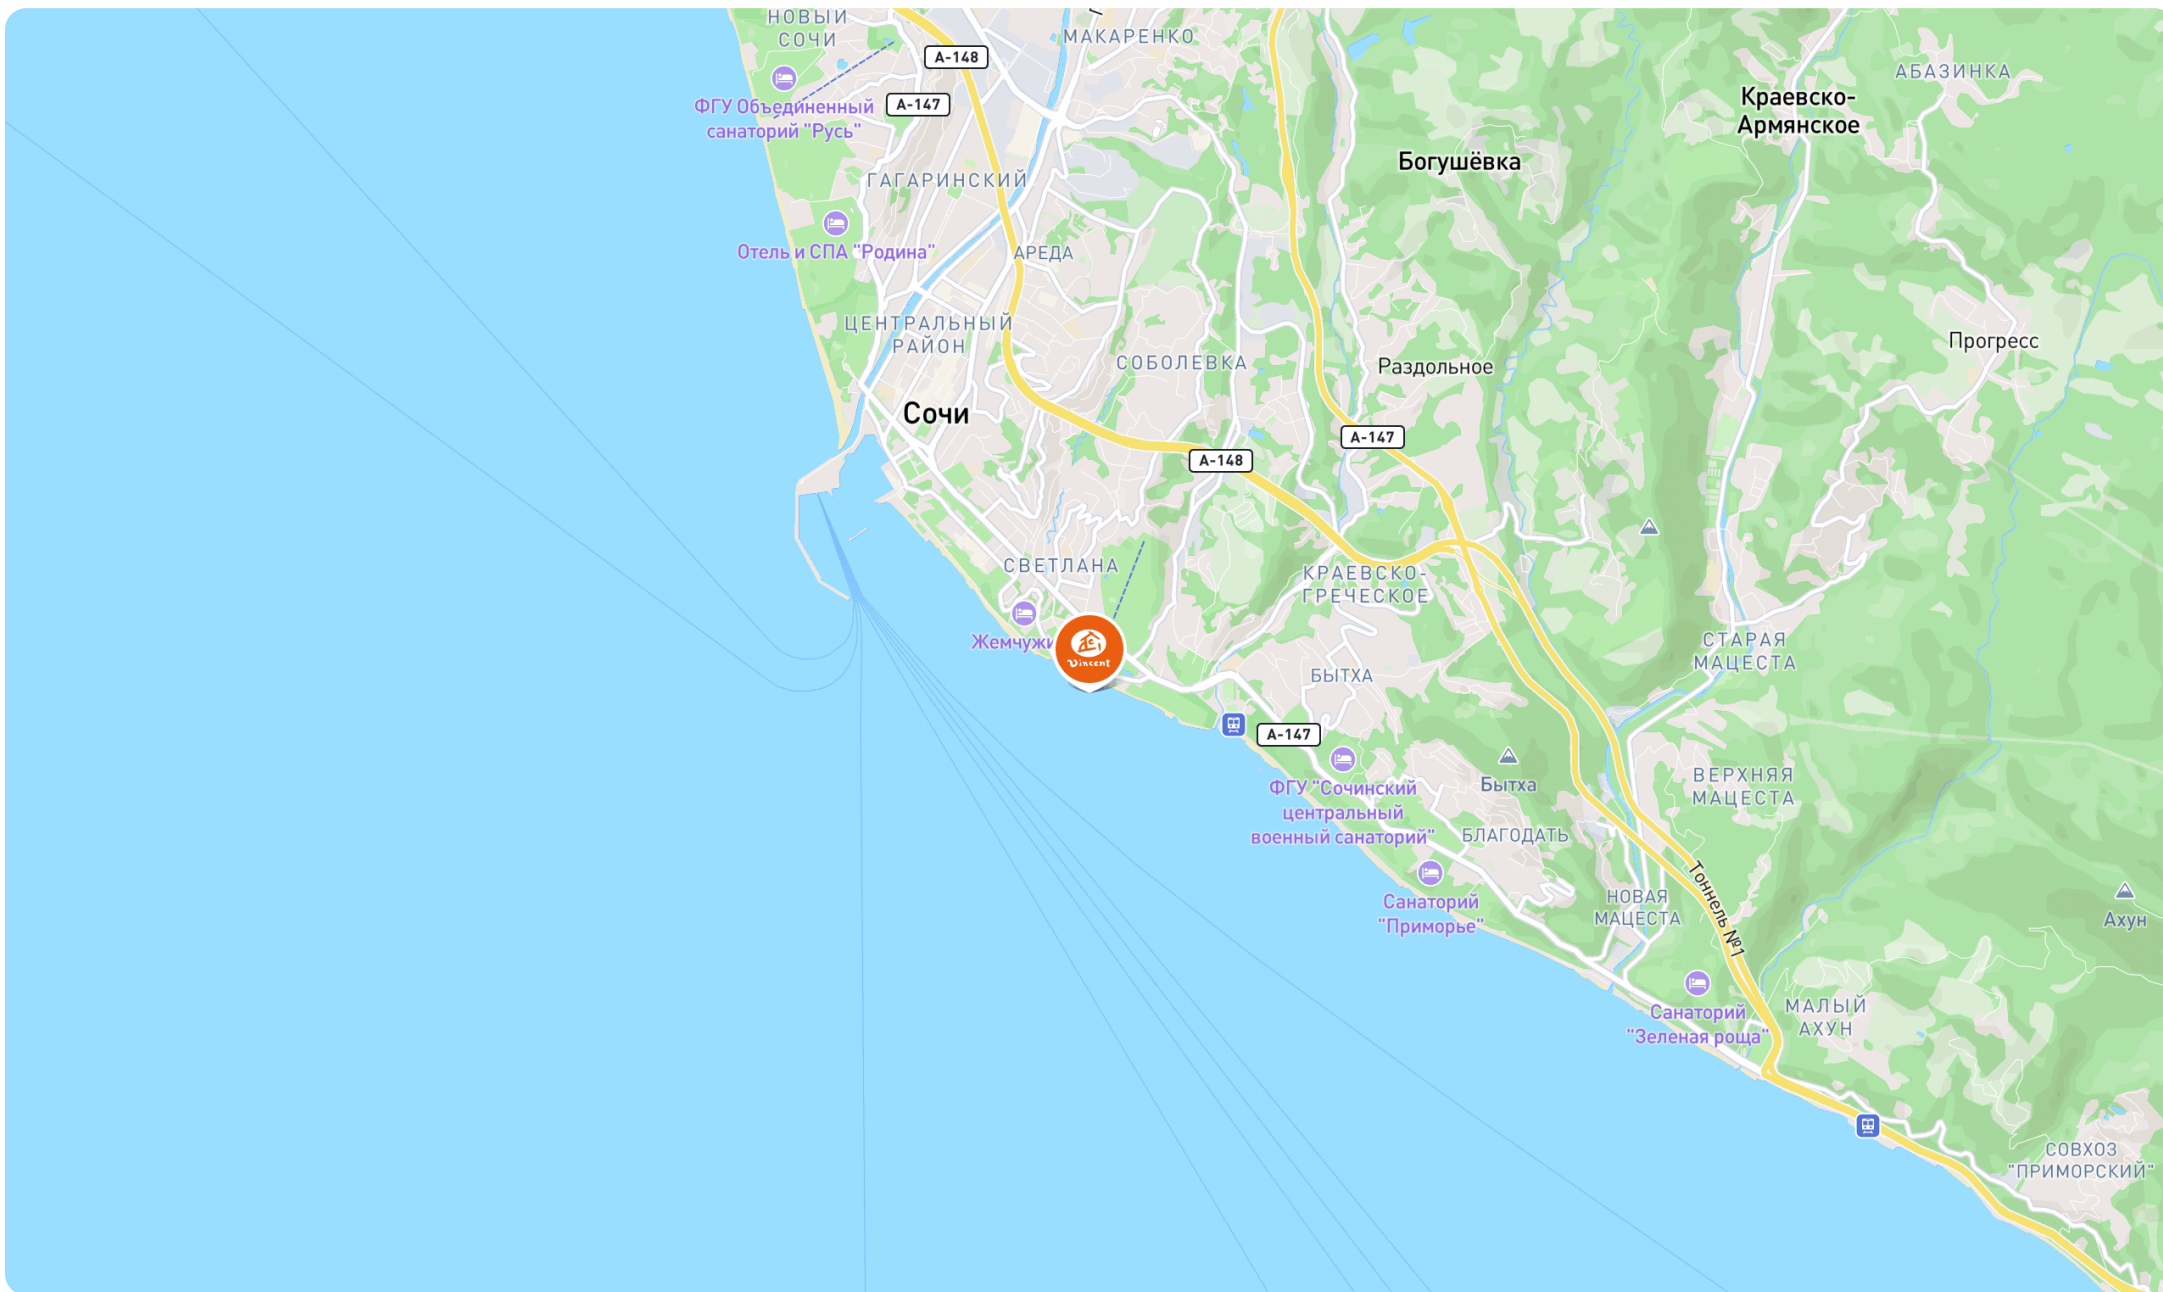 НОВЫЙ
СОЧИ
МАКАРЕНКО
А-148
АБАЗИНКА
А-147
ФГУ Объединенный
санаторий "Русь"
Краевско-
Армянское
Богушёвка
ГАГАРИНСКИЙ
Отель и СПА "Родина"
АРЕДА
ЦЕНТРАЛЬНЫЙ
РАЙОН
СОБОЛЕВКА
Раздольное
Прогресс
Сочи
А-147
А-148
СВЕТЛАНА
КРАЕВСКО-
ГРЕЧЕСКОЕ
Жемчужи
Vincent
СТАРАЯ
МАЦЕСТА
БЫТХА
А-147
ФГУ "Сочинский
центральный
военный санаторий"
Бытха
ВЕРХНЯЯ
МАЦЕСТА
БЛАГОДАТЬ
Тоннель №1
Санаторий
"Приморье"
НОВАЯ
МАЦЕСТА
Ахун
Санаторий
"Зеленая роща"
МАЛЫЙ
АХУН
СОВХОЗ
"ПРИМОРСКИЙ"